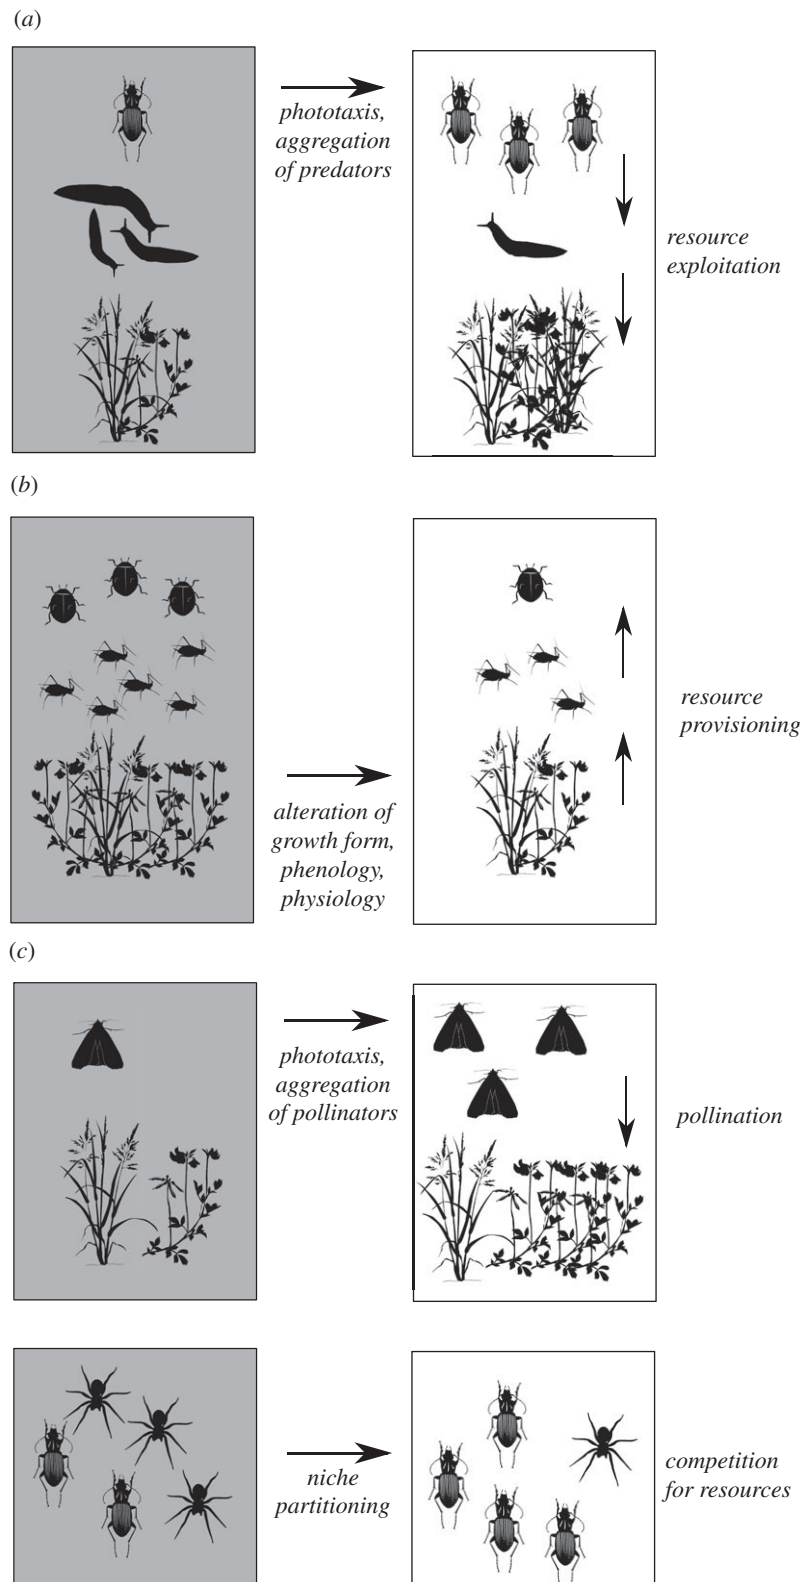 (a)
phototaxis,
aggregation
of predators
resource
exploitation
(b)
alteration of
growth form,
phenology,
physiology
resource
provisioning
(c)
phototaxis,
aggregation
of pollinators
pollination
niche
partitioning
competition
for resources